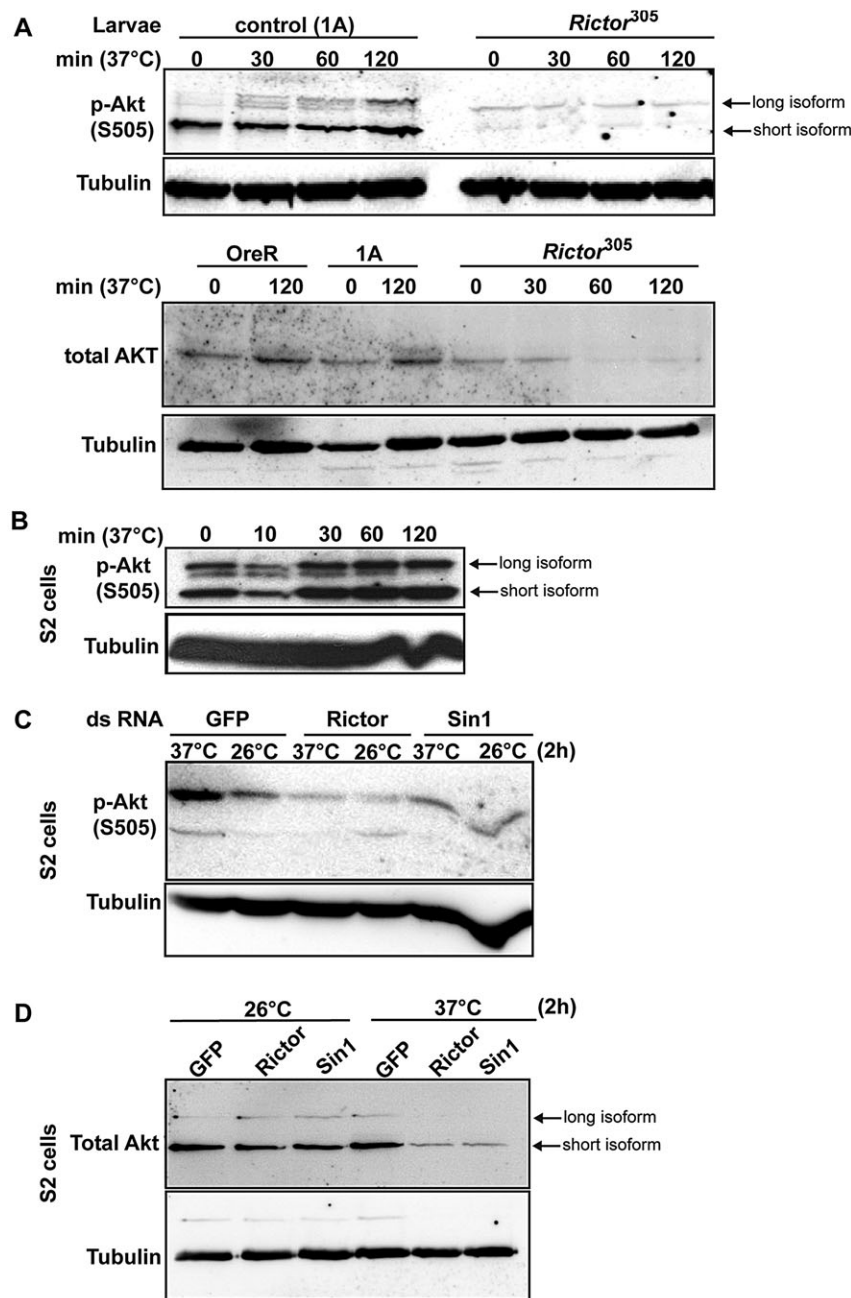 A
Larvae control (1A) Rictor³⁰⁵
min (37°C) 0 30 60 120 0 30 60 120
p-Akt
(S505)
long isoform
short isoform
Tubulin
OreR 1A Rictor³⁰⁵
min (37°C) 0 120 0 120 0 30 60 120
total AKT
Tubulin
B
min (37°C) 0 10 30 60 120
S2 cells
p-Akt
(S505)
long isoform
short isoform
Tubulin
C
ds RNA GFP Rictor Sin1
37°C 26°C 37°C 26°C 37°C 26°C (2h)
S2 cells
p-Akt
(S505)
Tubulin
D
26°C 37°C (2h)
GFP Rictor Sin1 GFP Rictor Sin1
S2 cells
long isoform
Total Akt short isoform
Tubulin